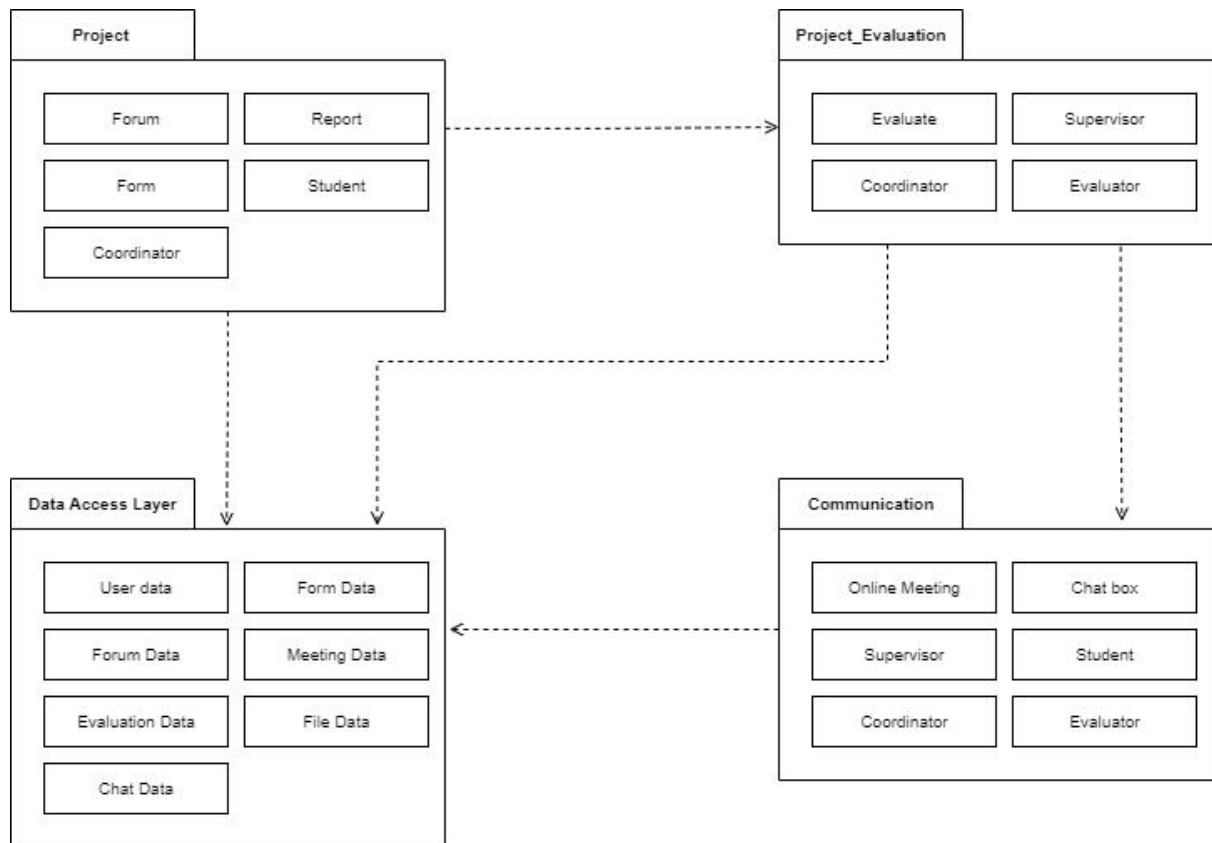 Project
Forum
Report
Form
Student
Coordinator
Project_Evaluation
Evaluate
Supervisor
Coordinator
Evaluator
Data Access Layer
User data
Form Data
Forum Data
Meeting Data
Evaluation Data
File Data
Chat Data
Communication
Online Meeting
Chat box
Supervisor
Student
Coordinator
Evaluator